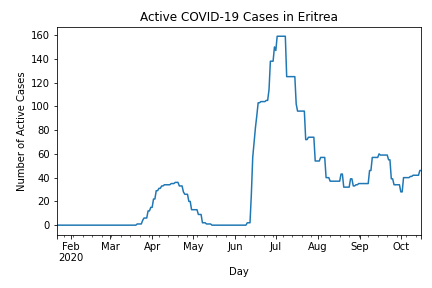 Active COVID-19 Cases in Eritrea
160
140
120
100
80
60
40
20
0
Number of Active Cases
Feb Mar Apr May Jun Jul Aug Sep Oct
2020
Day